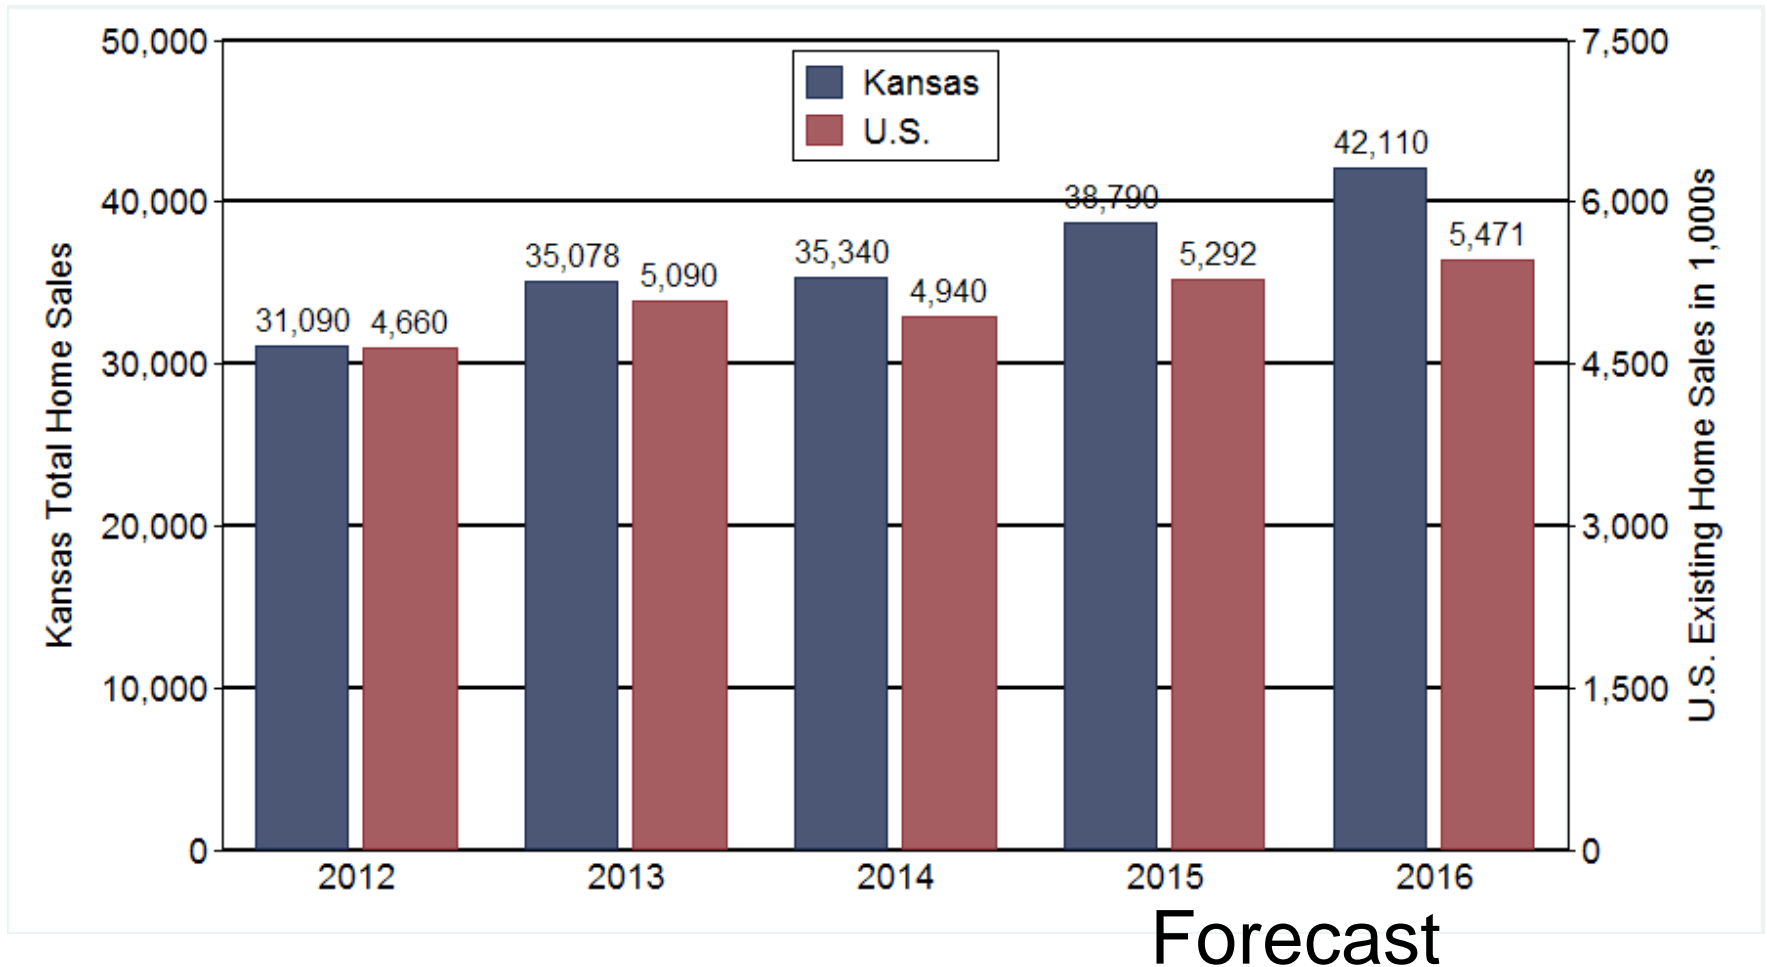 50,000
40,000
30,000
20,000
10,000
0
Kansas Total Home Sales
7,500
6,000
4,500
3,000
1,500
0
U.S. Existing Home Sales in 1,000s
Kansas
U.S.
31,090 4,660
35,078 5,090
35,340 4,940
38,790 5,292
42,110 5,471
2012 2013 2014 2015 2016
Forecast